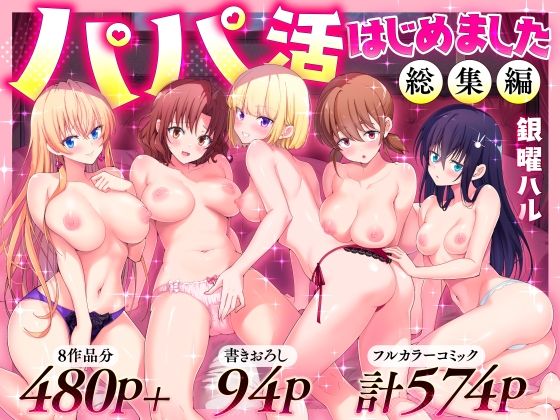 パパ活
はじめました
総集編
銀曜ハル
8作品分
480p+
書きおろし
94p
フルカラーコミック
計574p